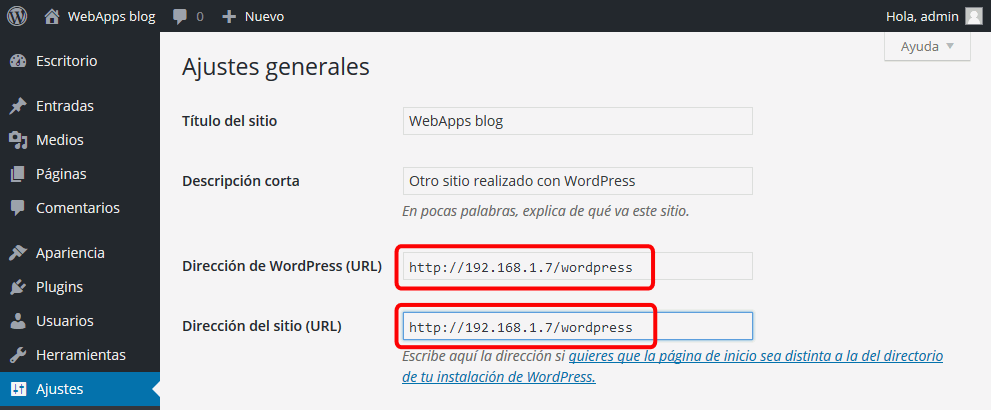 WebApps blog 0 Nuevo Hola, admin
Ayuda
Escritorio
Entradas
Medios
Páginas
Comentarios
Apariencia
Plugins
Usuarios
Herramientas
Ajustes
Ajustes generales
Título del sitio WebApps blog
Descripción corta Otro sitio realizado con WordPress
En pocas palabras, explica de qué va este sitio.
Dirección de WordPress (URL) http://192.168.1.7/wordpress
Dirección del sitio (URL) http://192.168.1.7/wordpress
Escribe aquí la dirección si quieres que la página de inicio sea distinta a la del directorio
de tu instalación de WordPress.